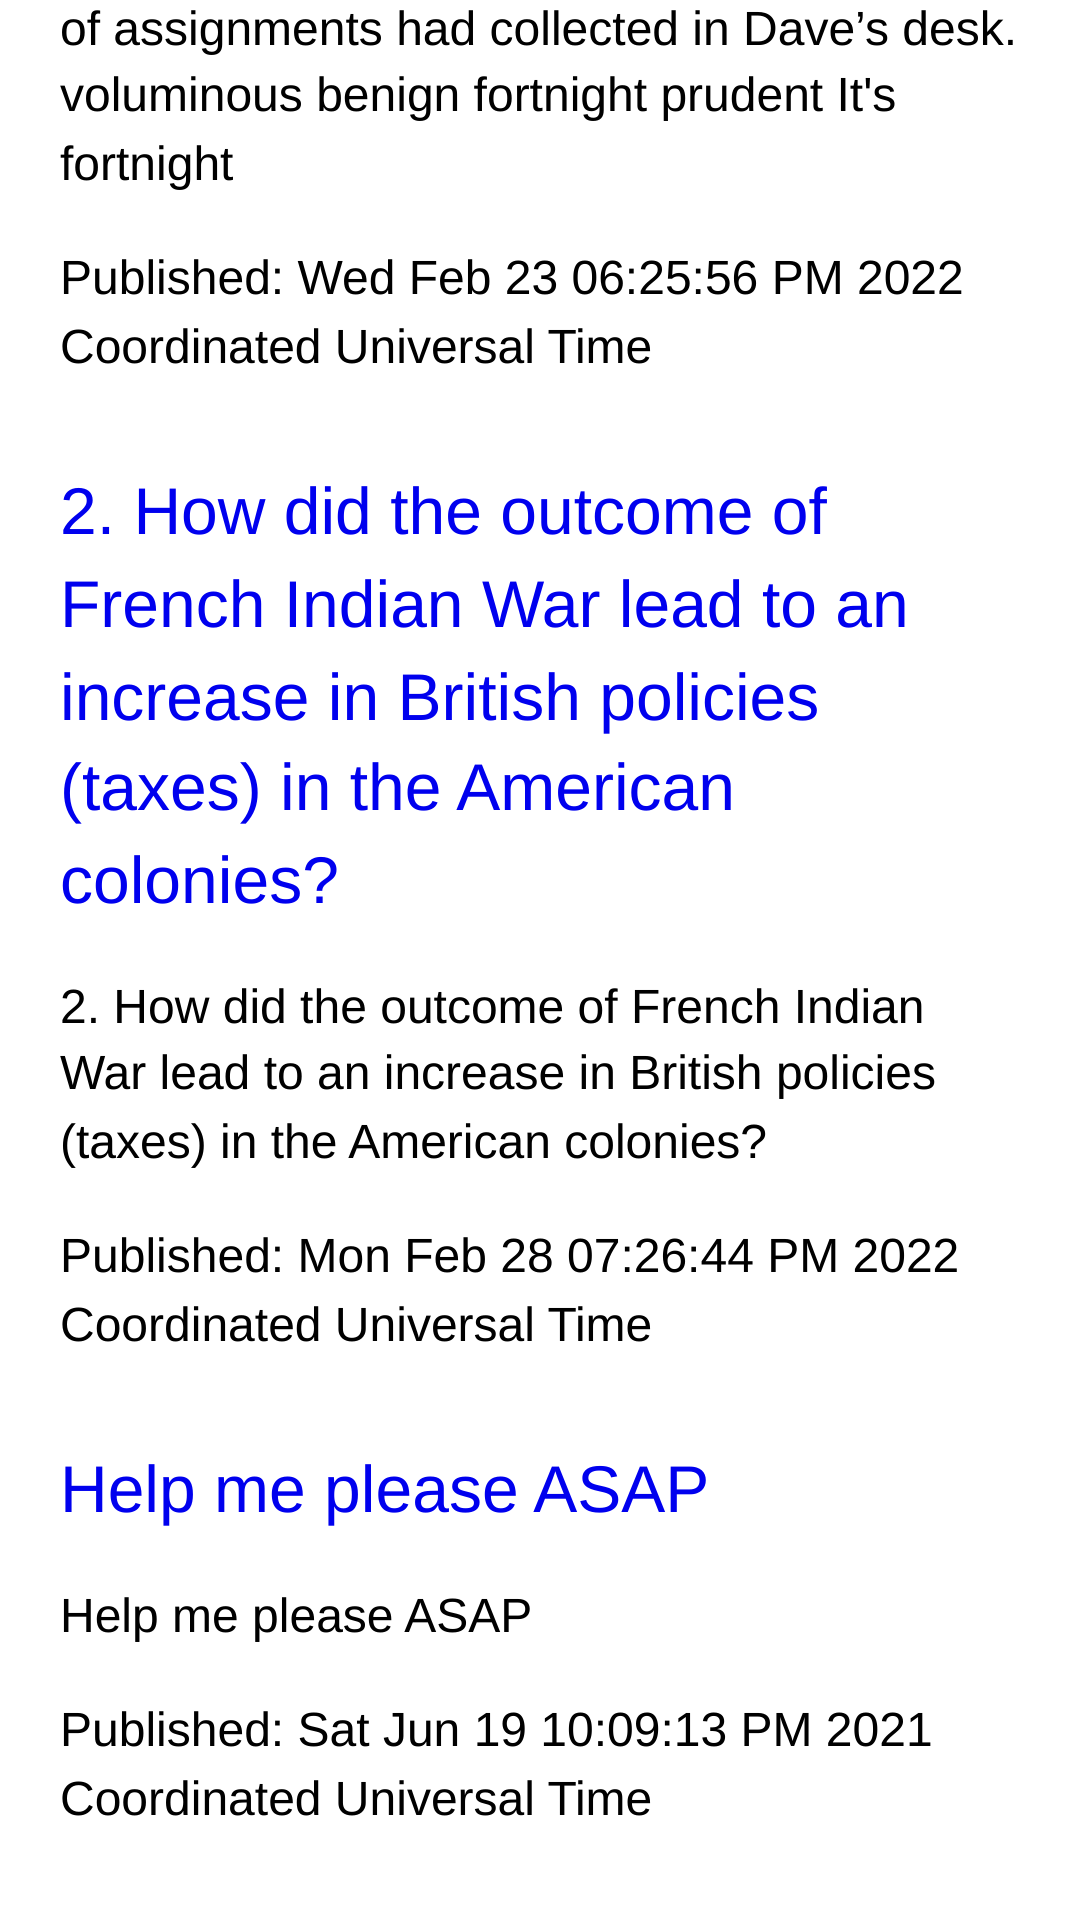 of assignments had collected in Dave’s desk.
voluminous benign fortnight prudent It's
fortnight
Published: Wed Feb 23 06:25:56 PM 2022
Coordinated Universal Time
2. How did the outcome of
French Indian War lead to an
increase in British policies
(taxes) in the American
colonies?
2. How did the outcome of French Indian
War lead to an increase in British policies
(taxes) in the American colonies?
Published: Mon Feb 28 07:26:44 PM 2022
Coordinated Universal Time
Help me please ASAP
Help me please ASAP
Published: Sat Jun 19 10:09:13 PM 2021
Coordinated Universal Time